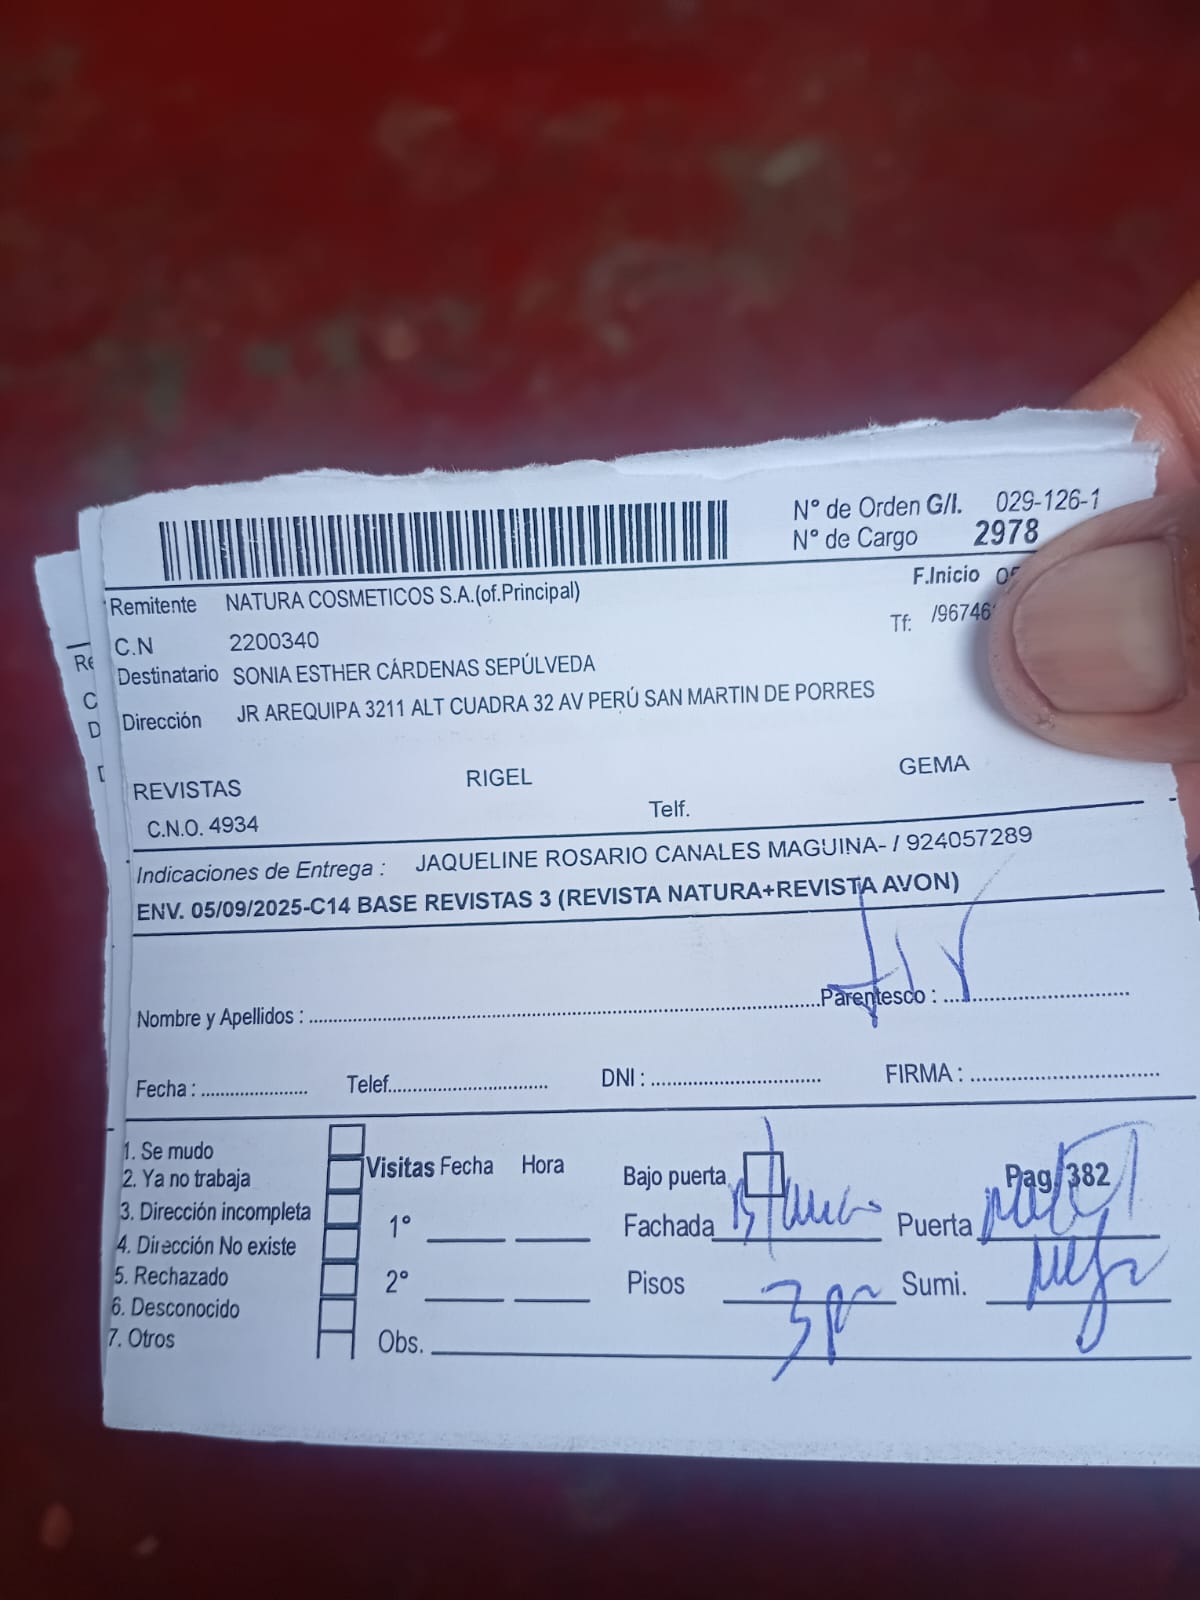 N° de Orden G/I. 029-126-1
N° de Cargo 2978
F.Inicio
Remitente NATURA COSMETICOS S.A.(of.Principal)
Tf: /96746
C.N 2200340
Destinatario SONIA ESTHER CÁRDENAS SEPÚLVEDA
Dirección JR AREQUIPA 3211 ALT CUADRA 32 AV PERÚ SAN MARTIN DE PORRES
REVISTAS RIGEL GEMA
C.N.O. 4934 Telf.
Indicaciones de Entrega : JAQUELINE ROSARIO CANALES MAGUINA- / 924057289
ENV. 05/09/2025-C14 BASE REVISTAS 3 (REVISTA NATURA+REVISTA AVON)
Nombre y Apellidos : Parentesco :
Fecha : Telef. DNI : FIRMA :
1. Se mudo
2. Ya no trabaja
3. Dirección incompleta
4. Dirección No existe
5. Rechazado
6. Desconocido
7. Otros
Visitas Fecha Hora
1°
2°
Obs.
Bajo puerta Pag. 382
Fachada Blanco Puerta
Pisos 3 Sumi.